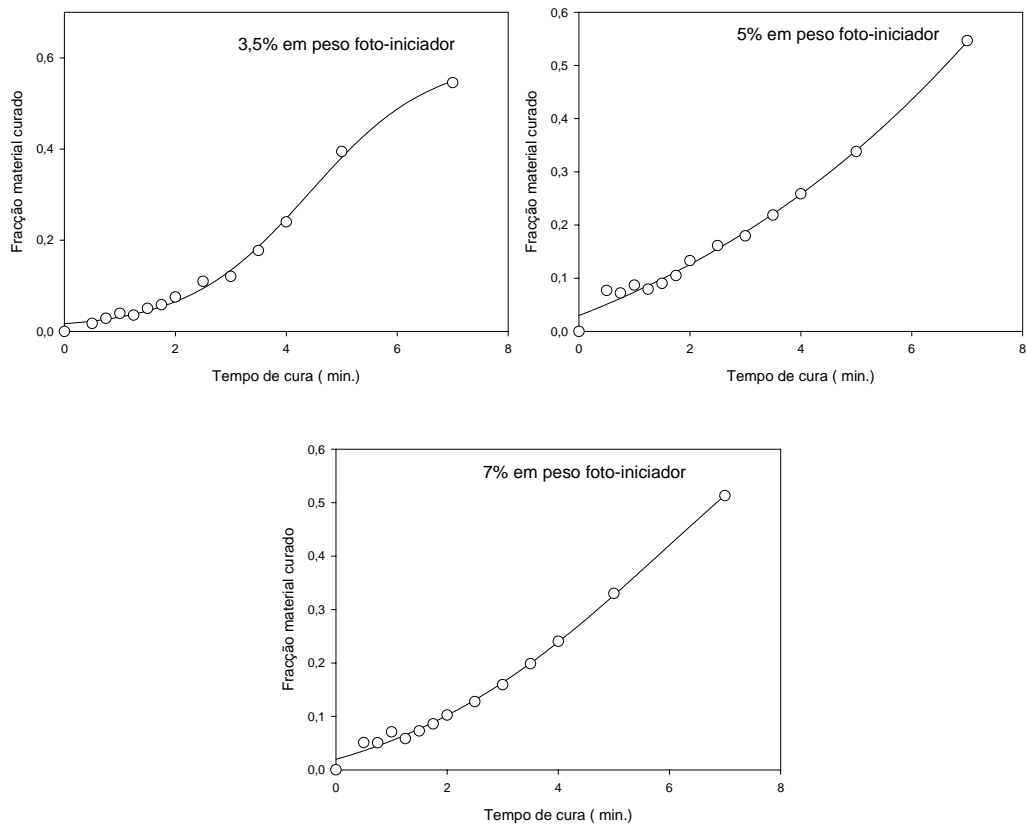 3,5% em peso foto-iniciador
Fracção material curado
0,6
0,4
0,2
0,0
0 2 4 6 8
Tempo de cura ( min.)
5% em peso foto-iniciador
Fracção material curado
0,6
0,5
0,4
0,3
0,2
0,1
0,0
0 2 4 6 8
Tempo de cura ( min.)
7% em peso foto-iniciador
Fracção material curado
0,6
0,5
0,4
0,3
0,2
0,1
0,0
0 2 4 6 8
Tempo de cura ( min.)